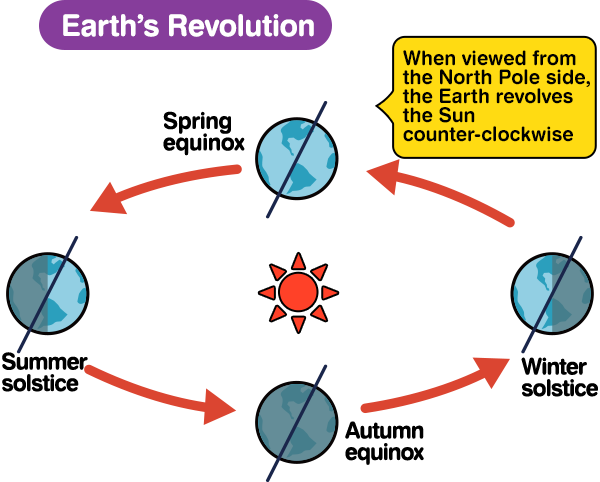 Earth's Revolution
When viewed from
the North Pole side,
the Earth revolves
the Sun
counter-clockwise
Spring
equinox
Summer
solstice
Winter
solstice
Autumn
equinox